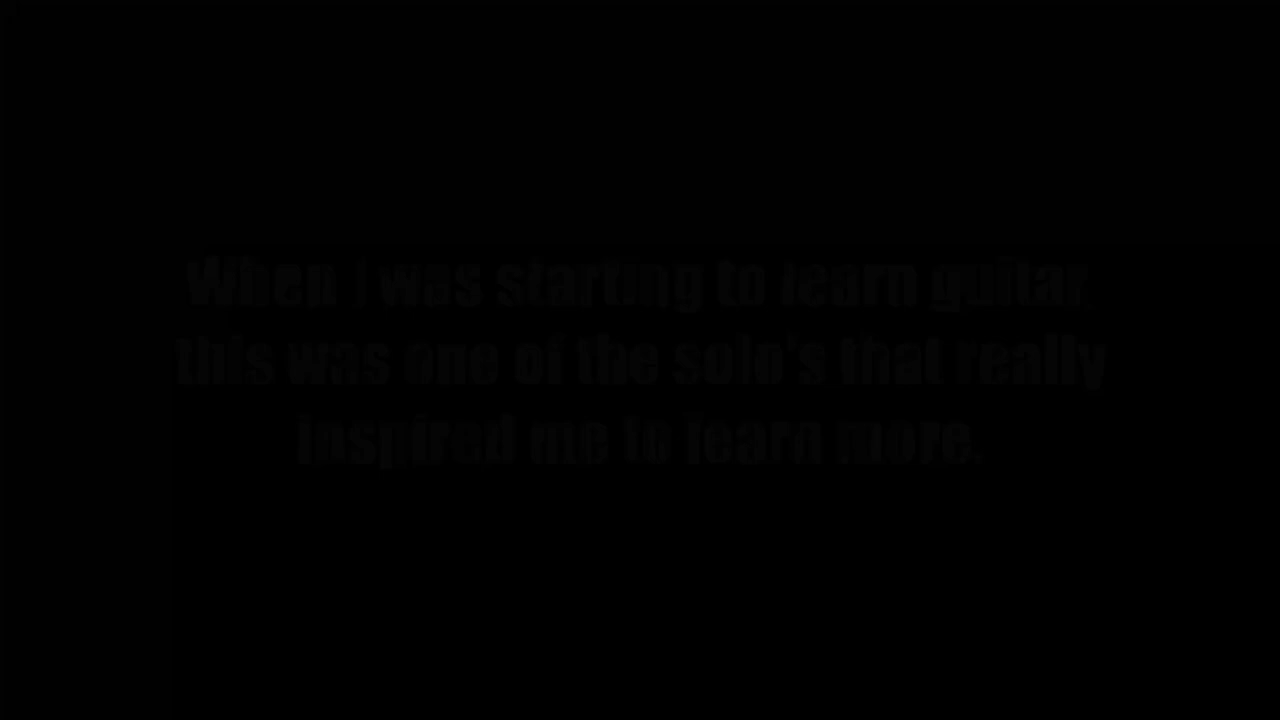 When I was starting to learn guitar,
this was one of the solo's that really
inspired me to learn more.